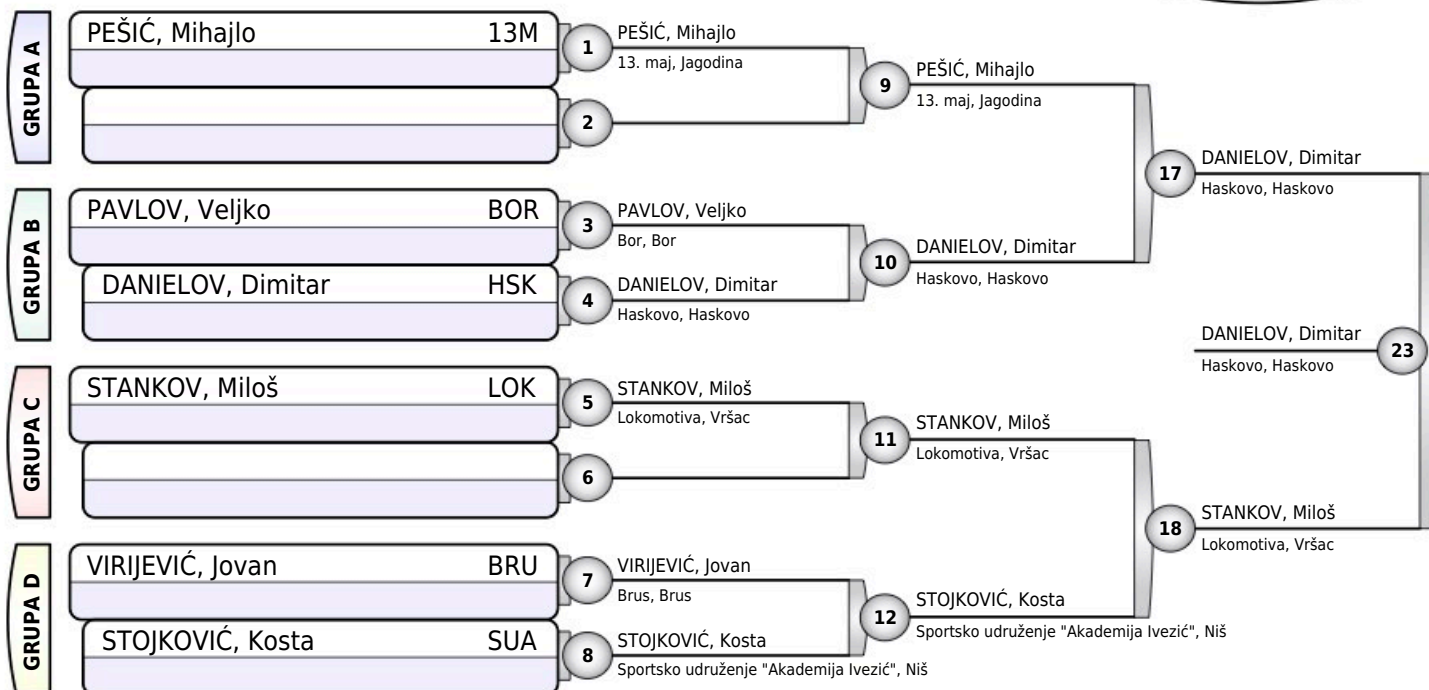 GRUPA A
PEŠIĆ, Mihajlo 13M
1
2
PEŠIĆ, Mihajlo
13. maj, Jagodina
9
PEŠIĆ, Mihajlo
13. maj, Jagodina
GRUPA B
PAVLOV, Veljko BOR
DANIELOV, Dimitar HSK
3
4
PAVLOV, Veljko
Bor, Bor
DANIELOV, Dimitar
Haskovo, Haskovo
10
DANIELOV, Dimitar
Haskovo, Haskovo
17
DANIELOV, Dimitar
Haskovo, Haskovo
GRUPA C
STANKOV, Miloš LOK
5
6
STANKOV, Miloš
Lokomotiva, Vršac
11
STANKOV, Miloš
Lokomotiva, Vršac
GRUPA D
VIRIJEVIĆ, Jovan BRU
STOJKOVIĆ, Kosta SUA
7
8
VIRIJEVIĆ, Jovan
Brus, Brus
STOJKOVIĆ, Kosta
Sportsko udruženje "Akademija Ivezić", Niš
12
STOJKOVIĆ, Kosta
Sportsko udruženje "Akademija Ivezić", Niš
18
STANKOV, Miloš
Lokomotiva, Vršac
DANIELOV, Dimitar
Haskovo, Haskovo
23